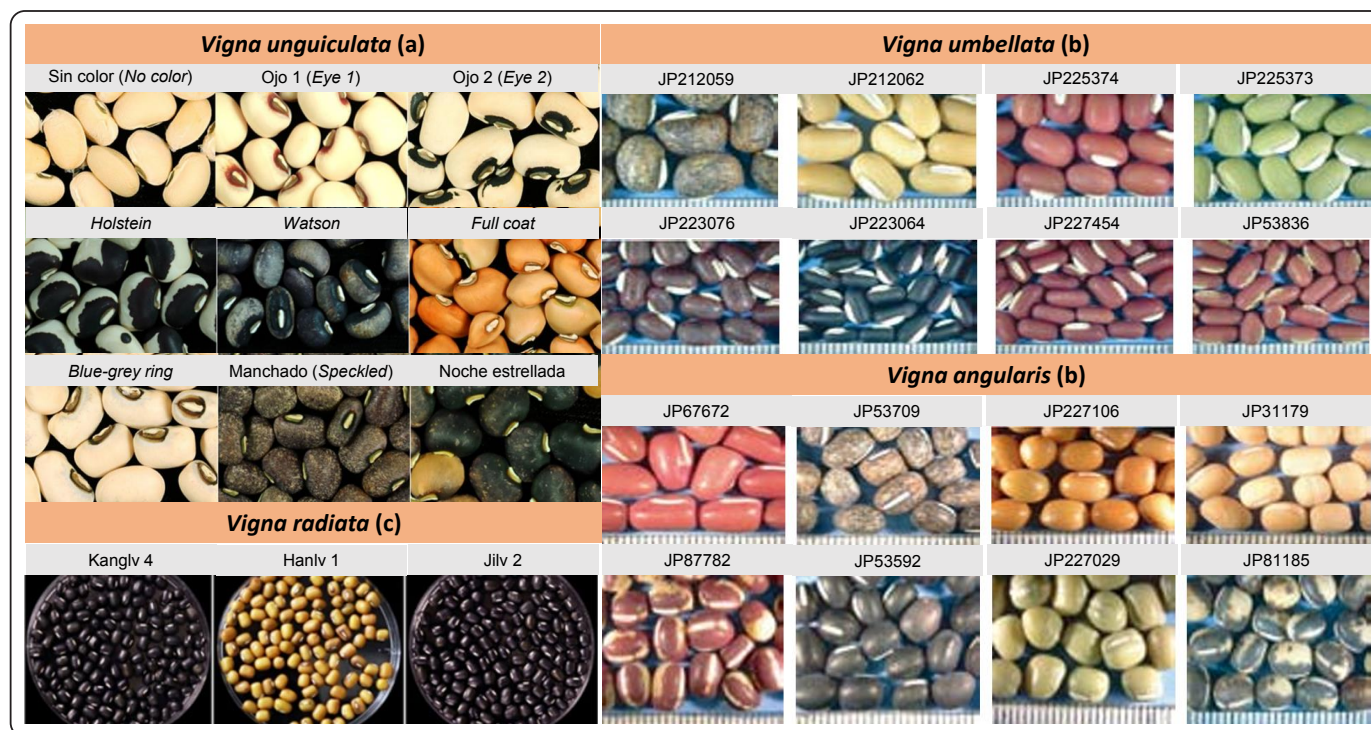 Vigna unguiculata (a)
Sin color (No color)
Ojo 1 (Eye 1)
Ojo 2 (Eye 2)
Holstein
Watson
Full coat
Blue-grey ring
Manchado (Speckled)
Noche estrellada
Vigna radiata (c)
Kanglv 4
Hanlv 1
Jilv 2
Vigna umbellata (b)
JP212059
JP212062
JP225374
JP225373
JP223076
JP223064
JP227454
JP53836
Vigna angularis (b)
JP67672
JP53709
JP227106
JP31179
JP87782
JP53592
JP227029
JP81185